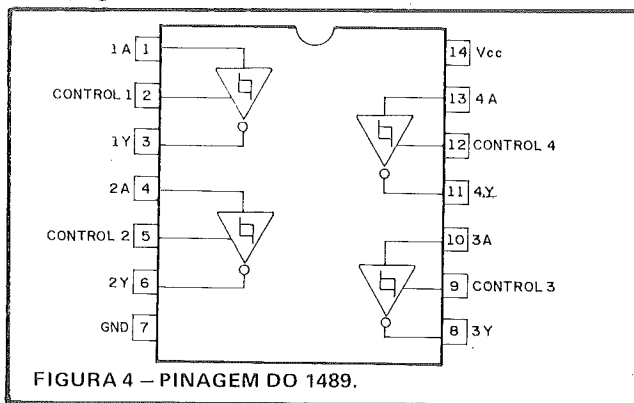 1A 1
CONTROL 1 2
1Y 3
2A 4
CONTROL 2 5
2Y 6
GND 7
14 Vcc
13 4A
12 CONTROL 4
11 4Y
10 3A
9 CONTROL 3
8 3Y
FIGURA 4 – PINAGEM DO 1489.